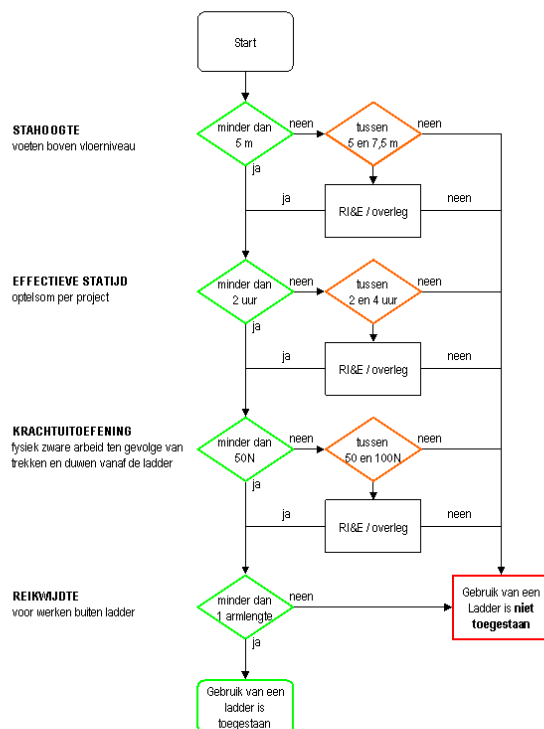 Start
STAHOOGTE
voeten boven vloerniveau
minder dan
5 m
neen
tussen
5 en 7,5 m
neen
ja
ja
RI&E / overleg
neen
EFFECTIEVE STATIJD
optelsom per project
minder dan
2 uur
neen
tussen
2 en 4 uur
neen
ja
ja
RI&E / overleg
neen
KRACHTUITOEFENING
fysiek zware arbeid ten gevolge van
trekken en duwen vanaf de ladder
minder dan
50N
neen
tussen
50 en 100N
neen
ja
ja
RI&E / overleg
neen
REIKWIJDTE
voor werken buiten ladder
minder dan
1 armlengte
neen
Gebruik van een
Ladder is niet
toegestaan
ja
Gebruik van een
ladder is
toegestaan